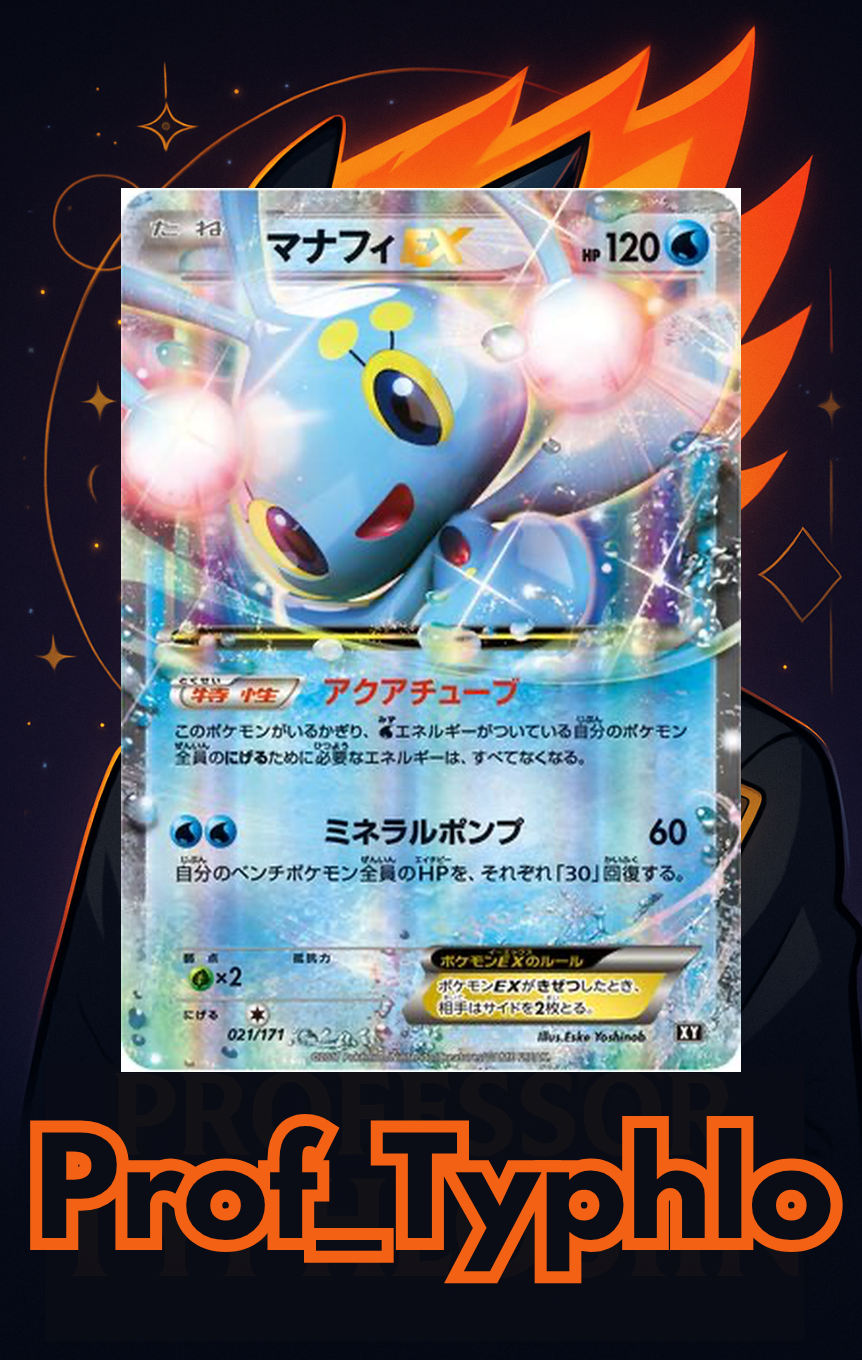 たね
マナフィEX
HP 120
とくせい
特性 アクアチューブ
このポケモンがいるかぎり、水エネルギーがついている自分のポケモン
全員のにげるために必要なエネルギーは、すべてなくなる。
ミネラルポンプ 60
自分のベンチポケモン全員のHPを、それぞれ「30」回復する。
弱点 抵抗力
×2
ポケモンEXのルール
ポケモンEXがきぜつしたとき、
相手はサイドを2枚とる。
にげる
021/171
Illus.Eske Yoshinob
XY
PROFESSOR
Prof_Typhlo